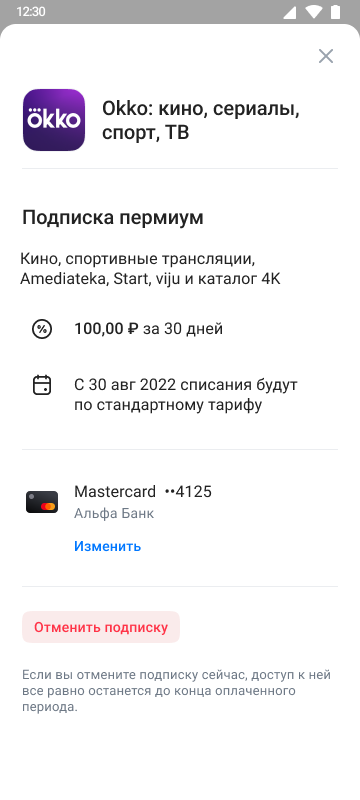 12:30
ökko
Okko: кино, сериалы,
спорт, ТВ
Подписка пермиум
Кино, спортивные трансляции,
Amediateka, Start, viju и каталог 4K
%
100,00 ₽ за 30 дней
С 30 авг 2022 списания будут
по стандартному тарифу
Mastercard ••4125
Альфа Банк
Изменить
Отменить подписку
Если вы отмените подписку сейчас, доступ к ней
все равно останется до конца оплаченного
периода.